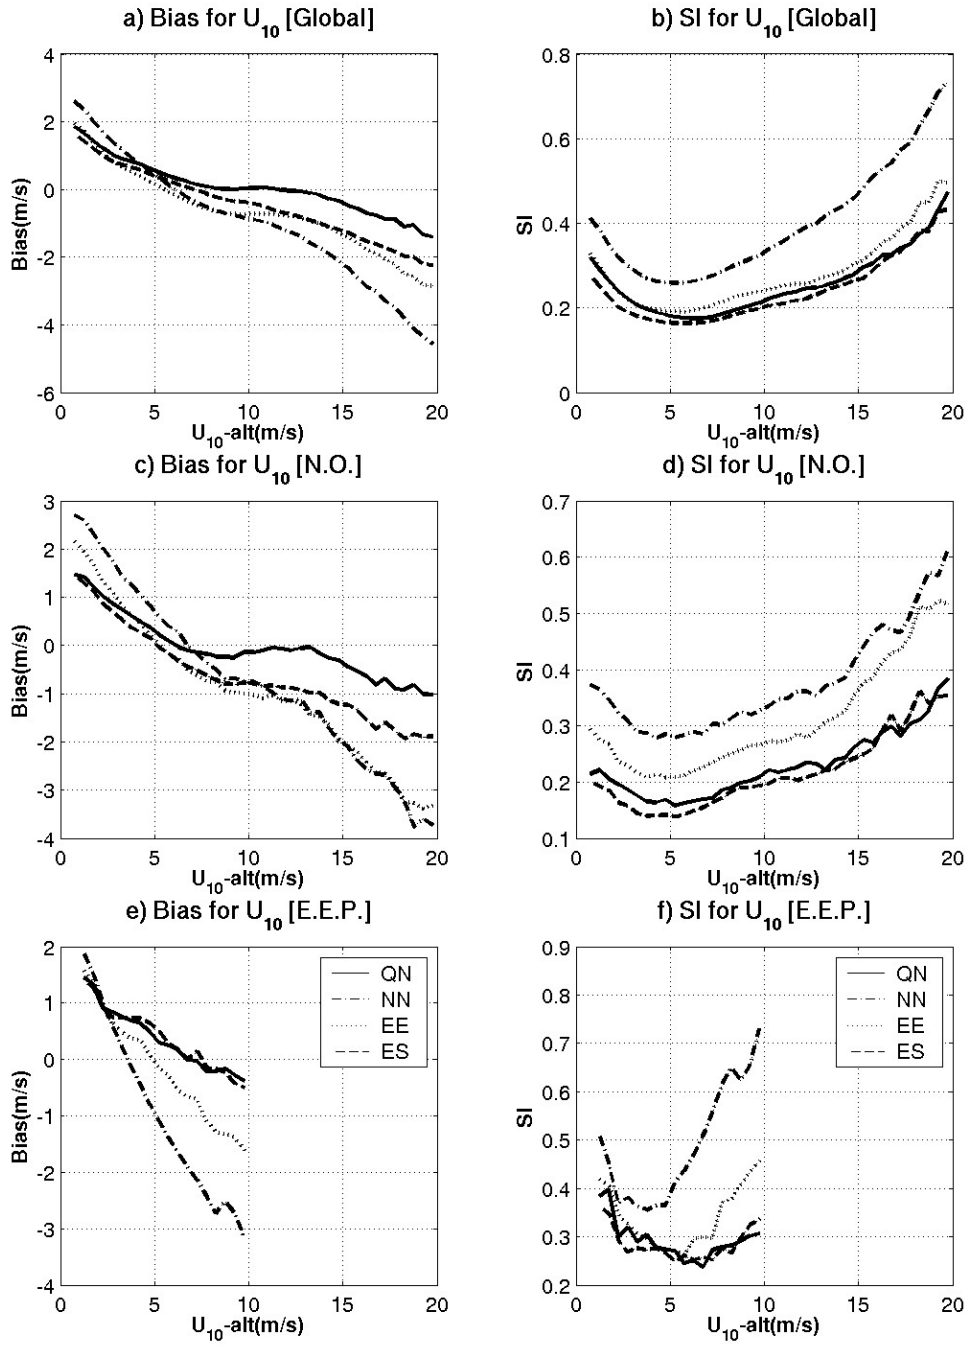 a) Bias for U10 [Global]
4
2
0
-2
-4
-6
Bias(m/s)
0 5 10 15 20
U10-alt(m/s)
b) SI for U10 [Global]
0.8
0.6
0.4
0.2
0
SI
0 5 10 15 20
U10-alt(m/s)
c) Bias for U10 [N.O.]
3
2
1
0
-1
-2
-3
-4
Bias(m/s)
0 5 10 15 20
U10-alt(m/s)
d) SI for U10 [N.O.]
0.7
0.6
0.5
0.4
0.3
0.2
0.1
SI
0 5 10 15 20
U10-alt(m/s)
e) Bias for U10 [E.E.P.]
2
1
0
-1
-2
-3
-4
Bias(m/s)
QN
NN
EE
ES
0 5 10 15 20
U10-alt(m/s)
f) SI for U10 [E.E.P.]
0.9
0.8
0.7
0.6
0.5
0.4
0.3
0.2
SI
QN
NN
EE
ES
0 5 10 15 20
U10-alt(m/s)